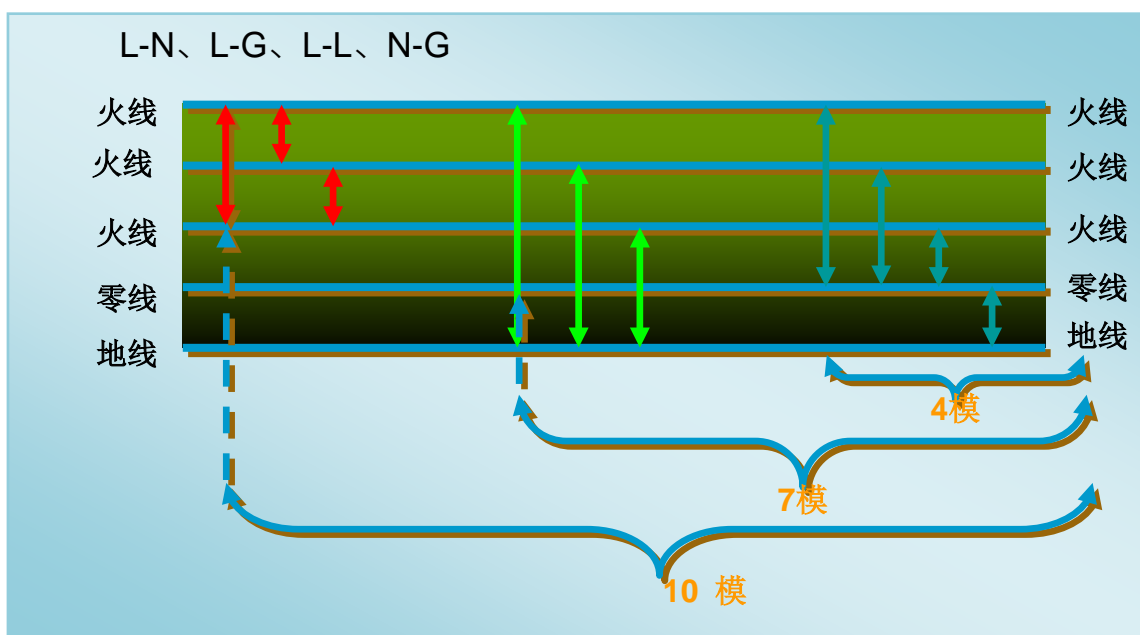 L-N、L-G、L-L、N-G
火线 火线
火线 火线
火线 火线
零线 零线
地线 地线
4模
7模
10 模